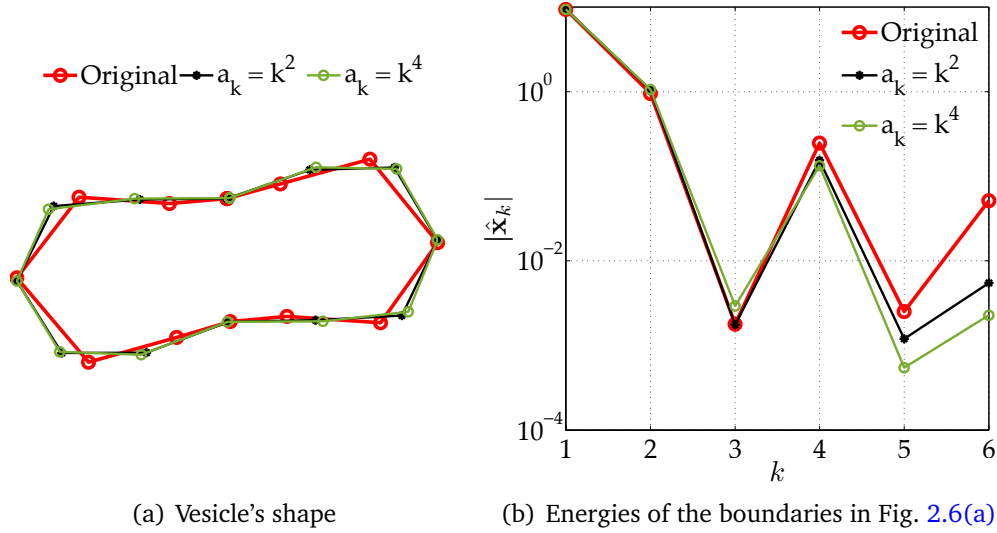 Original a_k = k^2 a_k = k^4
(a) Vesicle's shape
Original
a_k = k^2
a_k = k^4
10^0
10^{-2}
10^{-4}
|x̂_k|
1 2 3 4 5 6
k
(b) Energies of the boundaries in Fig. 2.6(a)